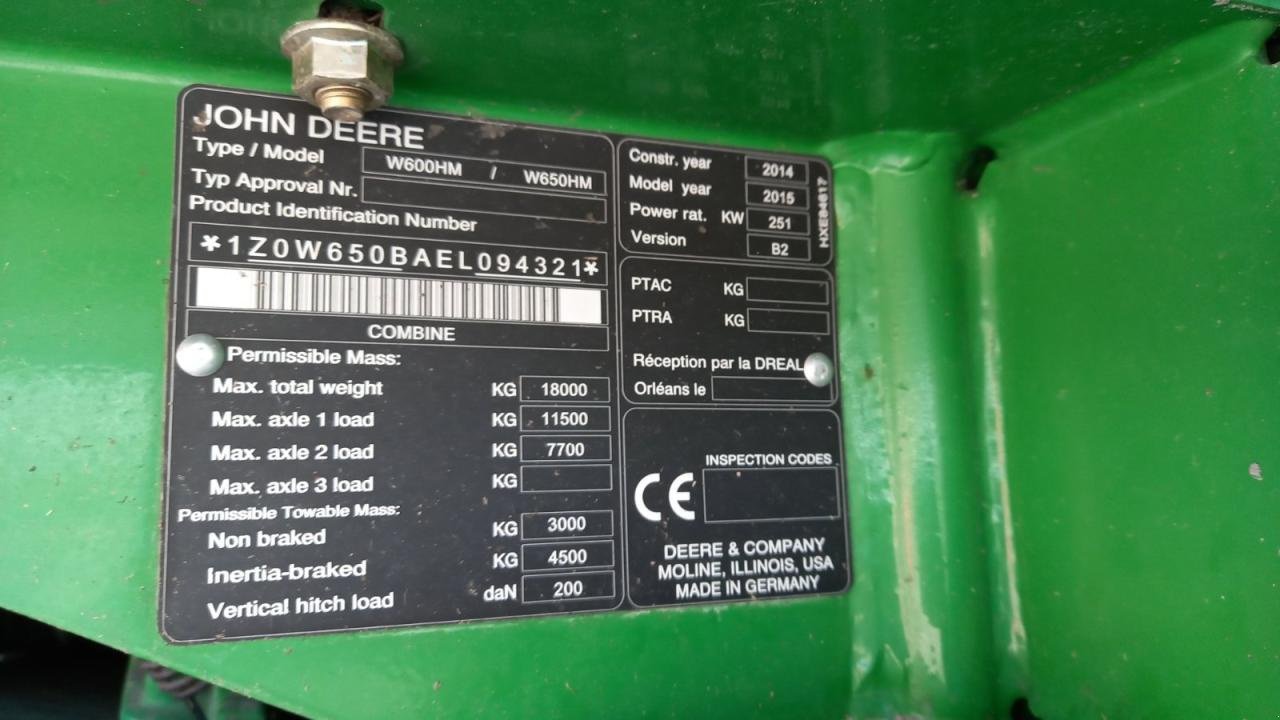 JOHN DEERE
Type / Model W600HM / W650HM
Typ Approval Nr.
Product Identification Number
*1Z0W650BAEL094321*
COMBINE
Permissible Mass:
Max. total weight KG 18000
Max. axle 1 load KG 11500
Max. axle 2 load KG 7700
Max. axle 3 load KG
Permissible Towable Mass:
Non braked KG 3000
Inertia-braked KG 4500
Vertical hitch load daN 200
Constr. year 2014
Model year 2015
Power rat. KW 251
Version B2
HXE84617
PTAC KG
PTRA KG
Réception par la DREAL
Orléans le
INSPECTION CODES
CE
DEERE & COMPANY
MOLINE, ILLINOIS, USA
MADE IN GERMANY